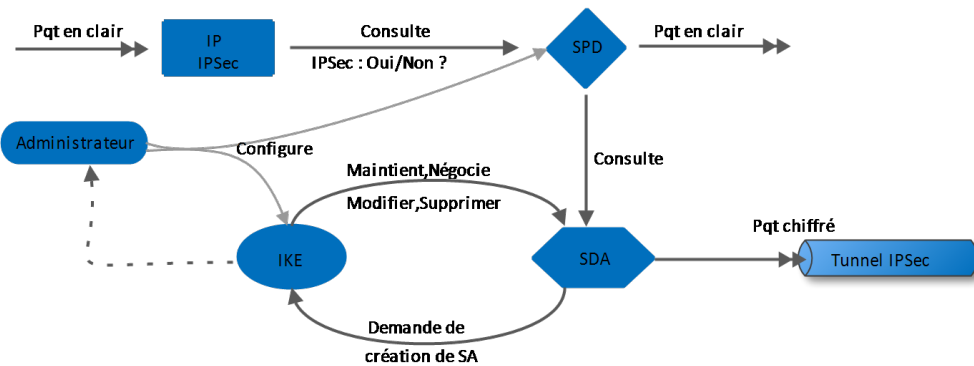 Pqt en clair
IP
IPSec
Consulte
IPSec : Oui/Non ?
SPD
Pqt en clair
Administrateur
Configure
Consulte
Maintient,Négocie
Modifier,Supprimer
Pqt chiffré
IKE
SDA
Tunnel IPSec
Demande de
création de SA